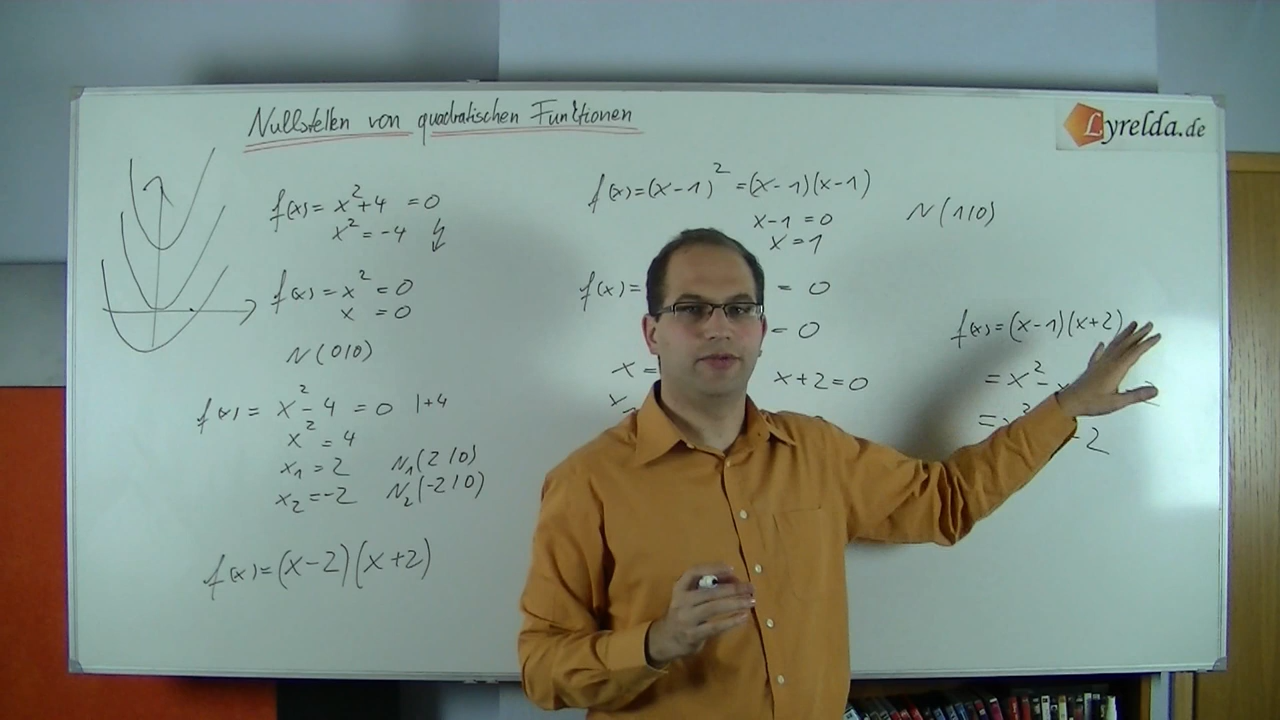 Nullstellen von quadratischen Funktionen
Lyrelda.de
f(x) = x²+4 = 0
x² = -4
f(x) = x² = 0
x = 0
N(0|0)
f(x) = x²-4 = 0 |+4
x² = 4
x₁ = 2 N₁(2|0)
x₂ = -2 N₂(-2|0)
f(x) = (x-2)(x+2)
f(x) = (x-1)² = (x-1)(x-1)
x-1 = 0
x = 1
N(1|0)
f(x) = = 0
= 0
x = x+2 = 0
f(x) = (x-1)(x+2)
= x² -
= x² -2